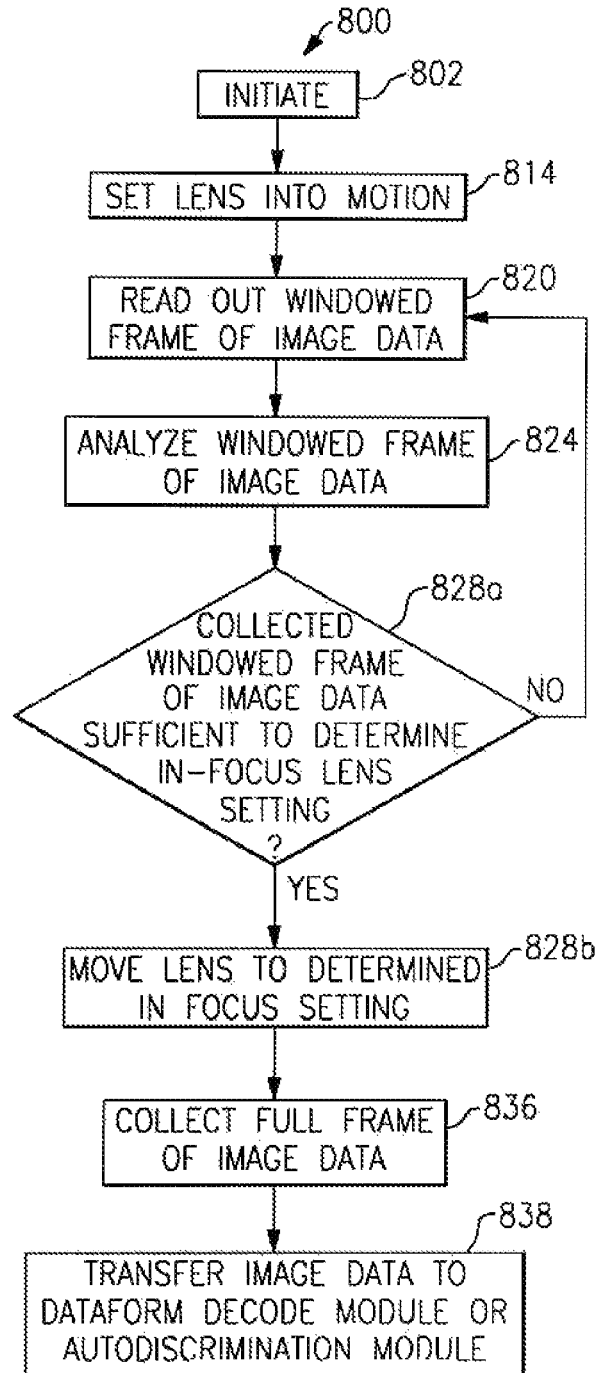 800
INITIATE
802
SET LENS INTO MOTION
814
READ OUT WINDOWED
FRAME OF IMAGE DATA
820
ANALYZE WINDOWED FRAME
OF IMAGE DATA
824
COLLECTED
WINDOWED FRAME
OF IMAGE DATA
SUFFICIENT TO DETERMINE
IN-FOCUS LENS
SETTING
?
828a
NO
YES
MOVE LENS TO DETERMINED
IN FOCUS SETTING
828b
COLLECT FULL FRAME
OF IMAGE DATA
836
TRANSFER IMAGE DATA TO
DATAFORM DECODE MODULE OR
AUTODISCRIMINATION MODULE
838